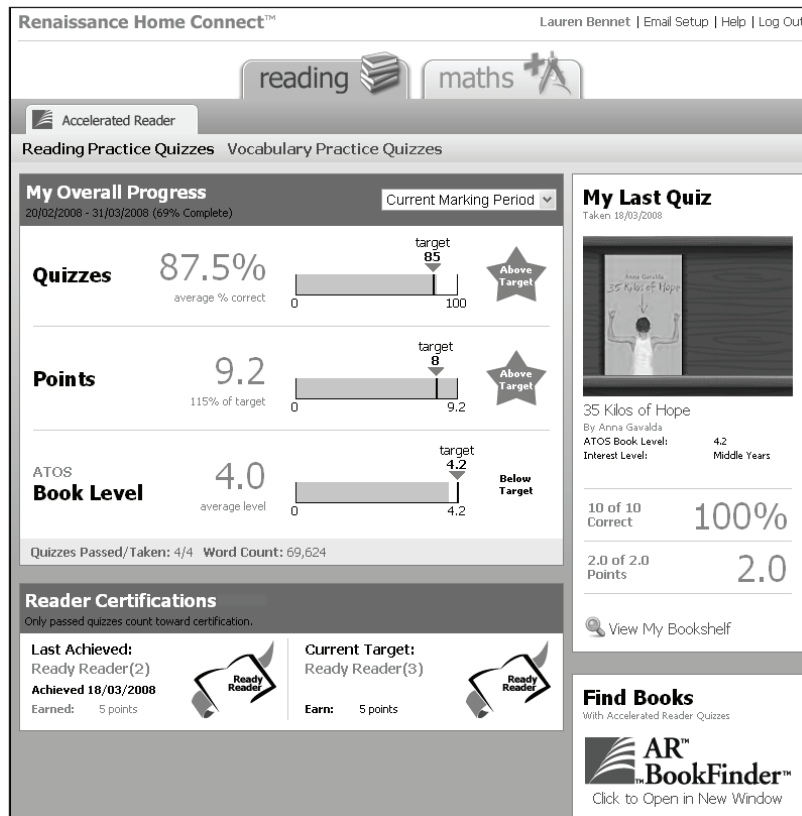 Renaissance Home Connect™
Lauren Bennet | Email Setup | Help | Log Out
reading
maths
Accelerated Reader
Reading Practice Quizzes Vocabulary Practice Quizzes
My Overall Progress
20/02/2008 - 31/03/2008 (69% Complete)
Current Marking Period
Quizzes
87.5%
average % correct
target
85
0
100
Above
Target
Points
9.2
115% of target
target
8
0
9.2
Above
Target
ATOS
Book Level
4.0
average level
target
4.2
0
4.2
Below
Target
Quizzes Passed/Taken: 4/4 Word Count: 69,624
Reader Certifications
Only passed quizzes count toward certification.
Last Achieved:
Ready Reader(2)
Achieved 18/03/2008
Earned: 5 points
Ready
Reader
Current Target:
Ready Reader(3)
Earn: 5 points
Ready
Reader
My Last Quiz
Taken 18/03/2008
Anna Gavalda
35 Kilos of Hope
35 Kilos of Hope
By Anna Gavalda
ATOS Book Level: 4.2
Interest Level: Middle Years
10 of 10
Correct
100%
2.0 of 2.0
Points
2.0
View My Bookshelf
Find Books
With Accelerated Reader Quizzes
AR™
™BookFinder™
Click to Open in New Window